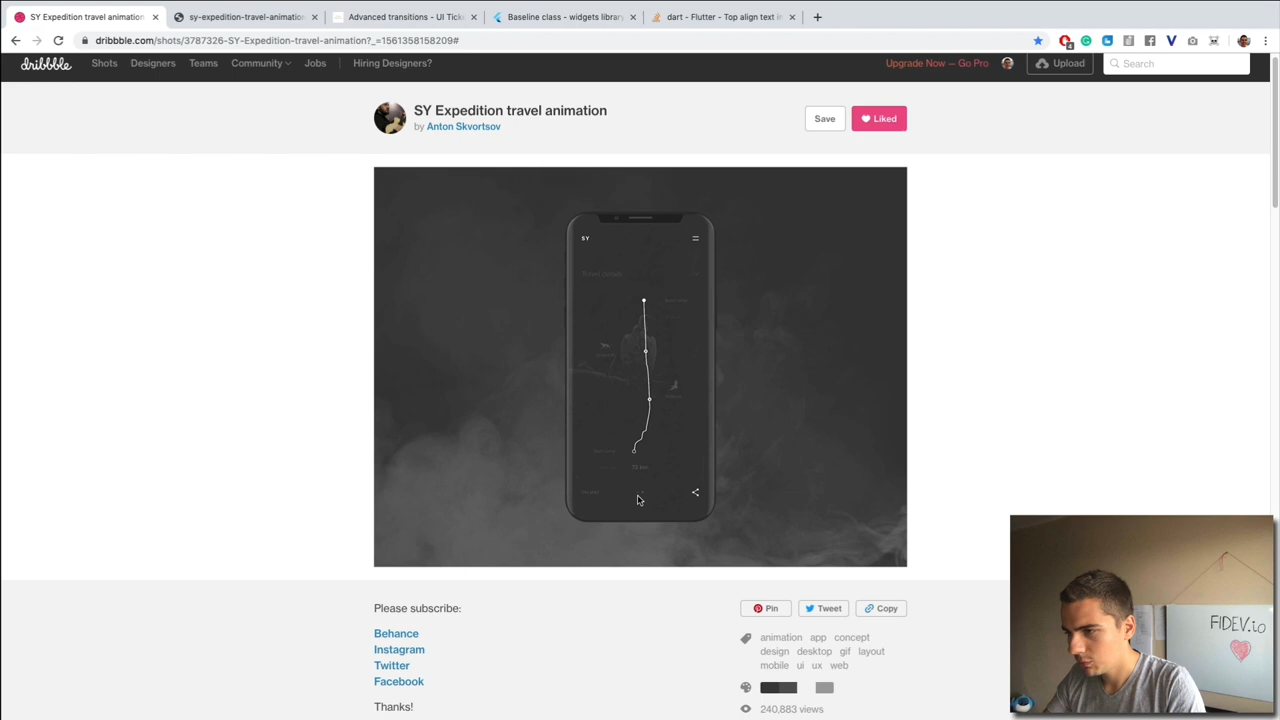 SY Expedition travel animation
sy-expedition-travel-animation
Advanced transitions - UI Tick
Baseline class - widgets library
dart - Flutter - Top align text in
dribbble.com/shots/3787326-SY-Expedition-travel-animation?_=1561358158209#
4
dribbble
Shots
Designers
Teams
Community
Jobs
Hiring Designers?
Upgrade Now — Go Pro
Upload
Search
SY Expedition travel animation
by Anton Skvortsov
Save
Liked
SY
72 km
Please subscribe:
Behance
Instagram
Twitter
Facebook
Thanks!
Pin
Tweet
Copy
animation app concept
design desktop gif layout
mobile ui ux web
240,883 views
FIDEV.io